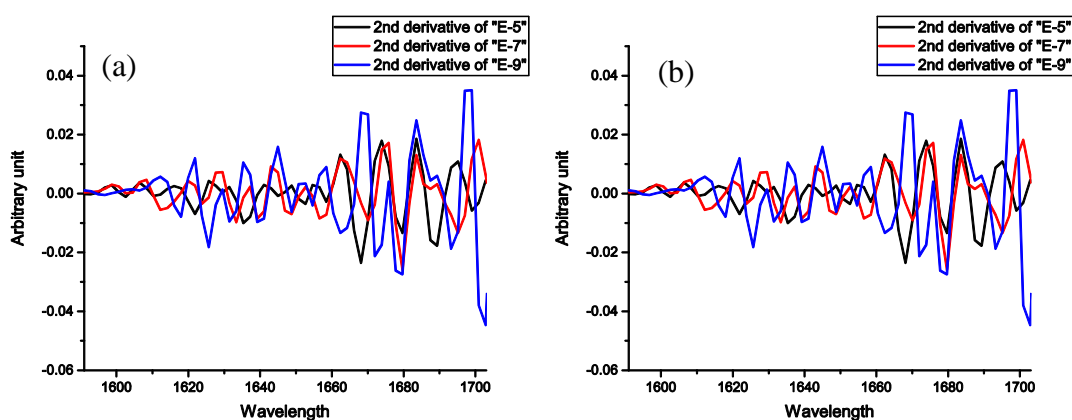 2nd derivative of "E-5"
2nd derivative of "E-7"
2nd derivative of "E-9"
(a)
0.04
0.02
0.00
-0.02
-0.04
-0.06
Arbitrary unit
1600 1620 1640 1660 1680 1700
Wavelength
2nd derivative of "E-5"
2nd derivative of "E-7"
2nd derivative of "E-9"
(b)
0.04
0.02
0.00
-0.02
-0.04
-0.06
Arbitrary unit
1600 1620 1640 1660 1680 1700
Wavelength